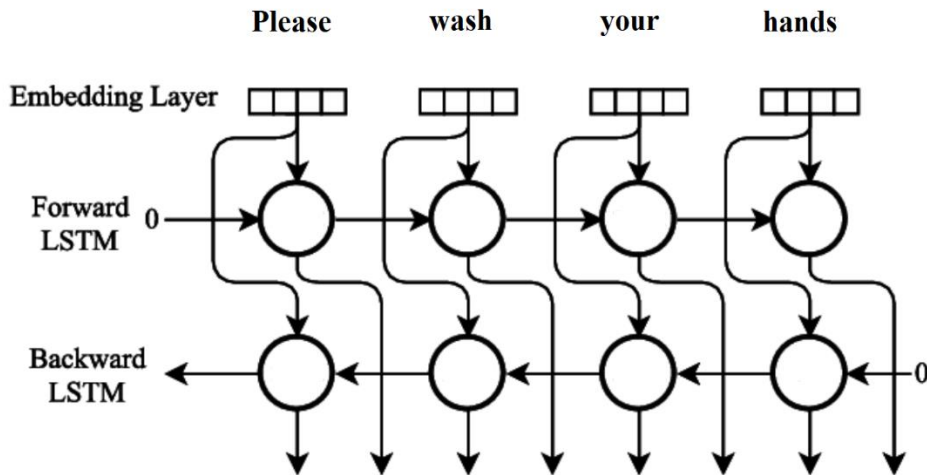 Please wash your hands
Embedding Layer
Forward
LSTM
0
Backward
LSTM
0